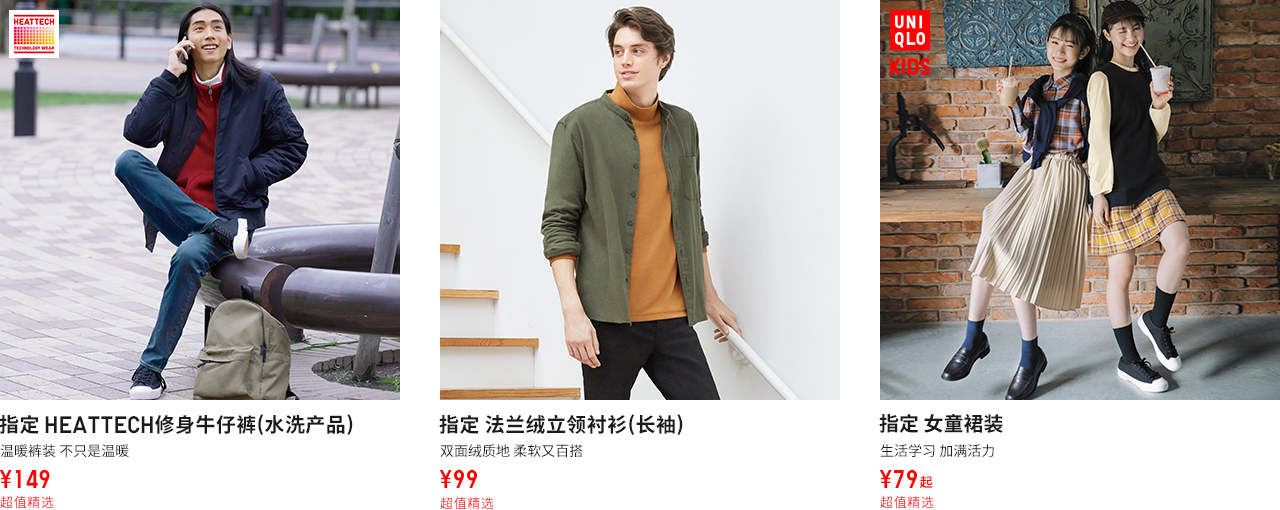 HEATTECH
TECHNOLOGY WEAR
UNI
QLO
KIDS
指定 HEATTECH修身牛仔裤(水洗产品)
温暖裤装 不只是温暖
¥149
超值精选
指定 法兰绒立领衬衫(长袖)
双面绒质地 柔软又百搭
¥99
超值精选
指定 女童裙装
生活学习 加满活力
¥79起
超值精选